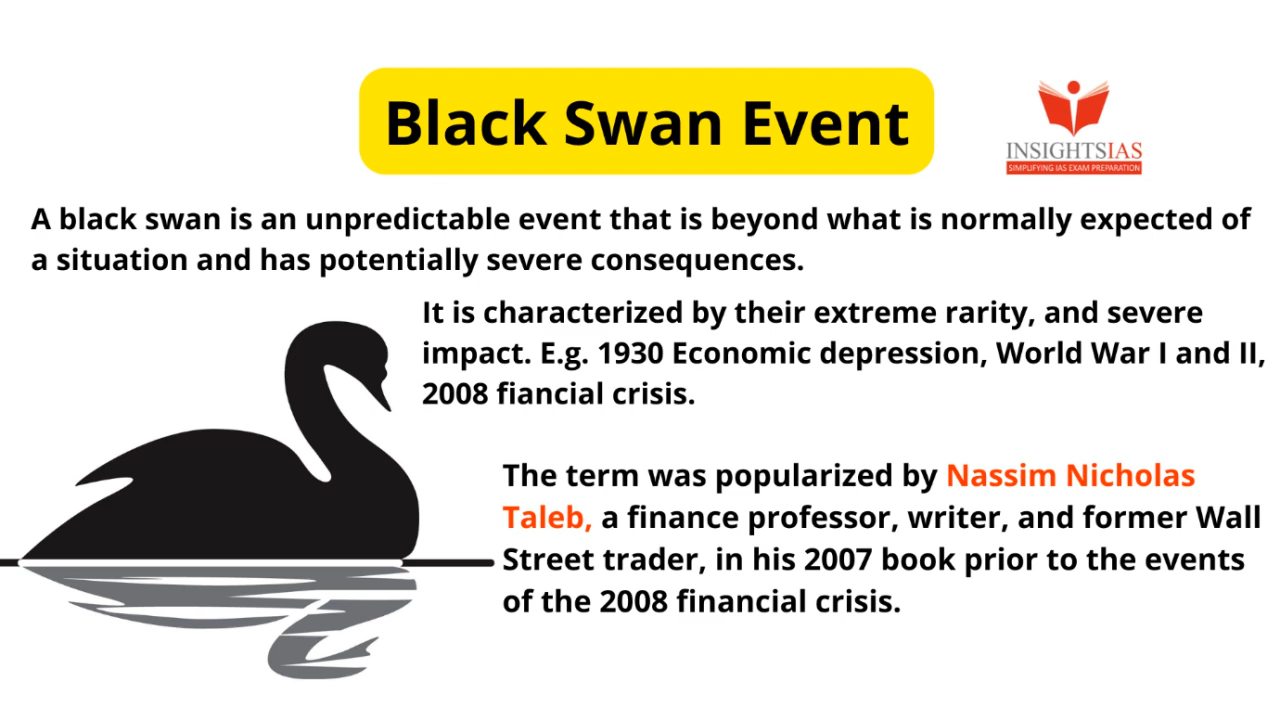 Black Swan Event
INSIGHTSIAS
SIMPLIFYING IAS EXAM PREPARATION
A black swan is an unpredictable event that is beyond what is normally expected of
a situation and has potentially severe consequences.
It is characterized by their extreme rarity, and severe
impact. E.g. 1930 Economic depression, World War I and II,
2008 fiancial crisis.
The term was popularized by Nassim Nicholas
Taleb, a finance professor, writer, and former Wall
Street trader, in his 2007 book prior to the events
of the 2008 financial crisis.